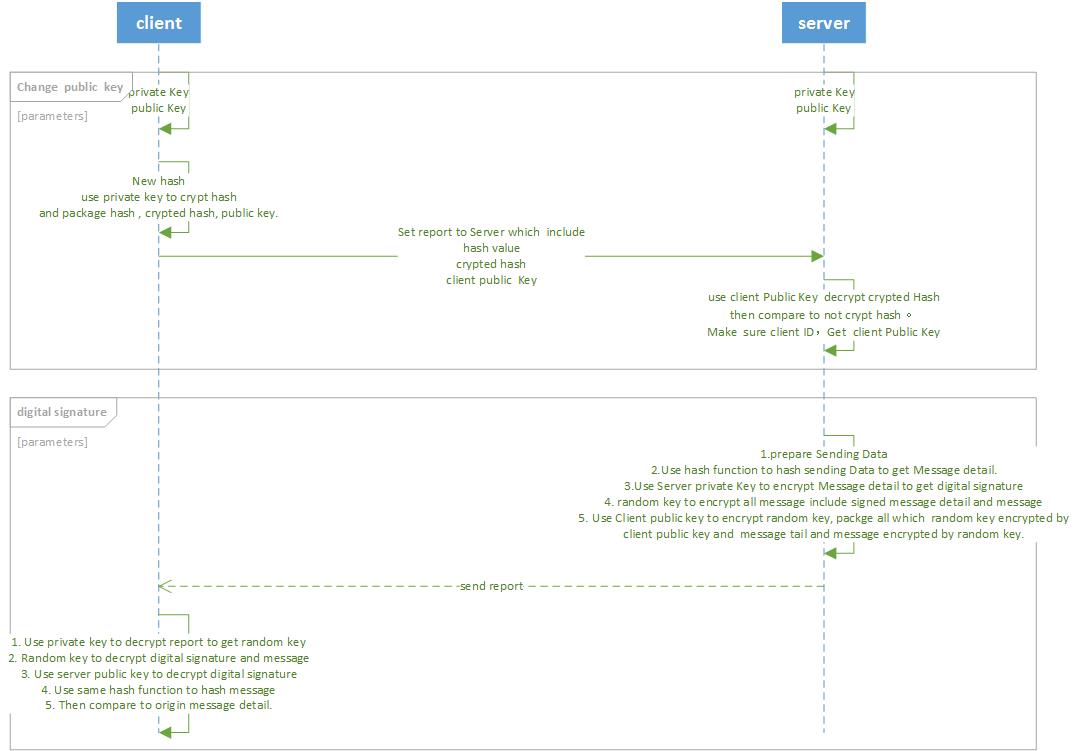 client
server
Change public key
[parameters]
private Key
public Key
private Key
public Key
New hash
use private key to crypt hash
and package hash , crypted hash, public key.
Set report to Server which include
hash value
crypted hash
client public Key
use client Public Key decrypt crypted Hash
then compare to not crypt hash。
Make sure client ID，Get client Public Key
digital signature
[parameters]
1.prepare Sending Data
2.Use hash function to hash sending Data to get Message detail.
3.Use Server private Key to encrypt Message detail to get digital signature
4. random key to encrypt all message include signed message detail and message
5. Use Client public key to encrypt random key, packge all which random key encrypted by
client public key and message tail and message encrypted by random key.
send report
1. Use private key to decrypt report to get random key
2. Random key to decrypt digital signature and message
3. Use server public key to decrypt digital signature
4. Use same hash function to hash message
5. Then compare to origin message detail.